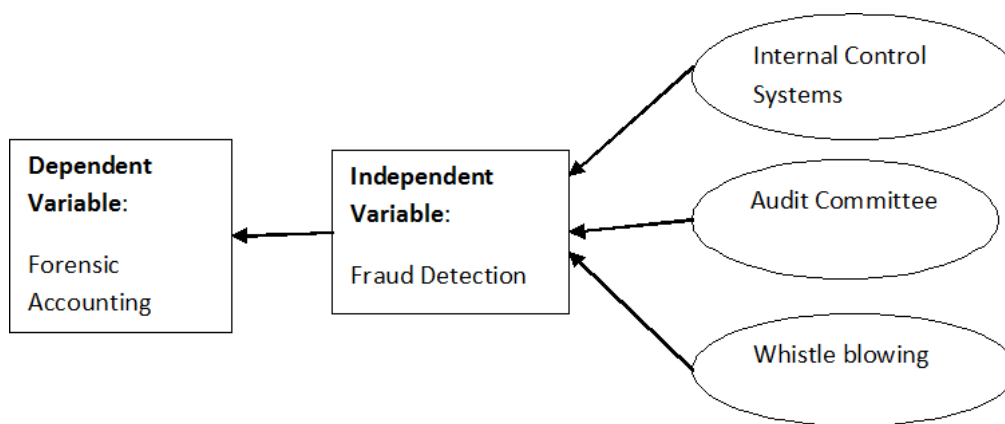 Dependent
Variable:
Forensic
Accounting
Independent
Variable:
Fraud Detection
Internal Control
Systems
Audit Committee
Whistle blowing